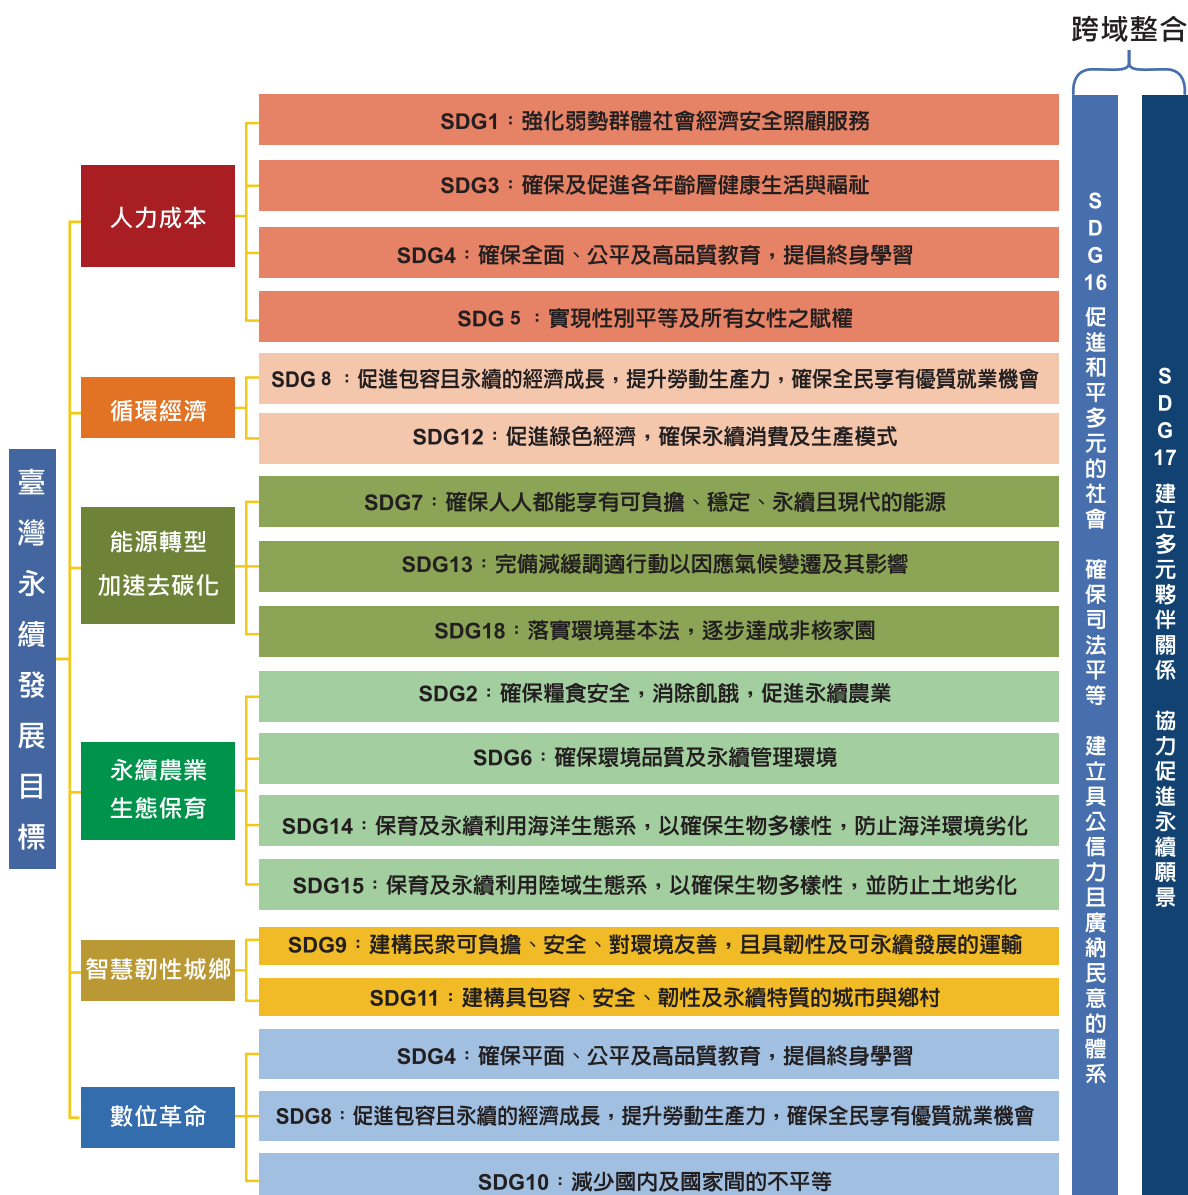 跨域整合
臺灣永續發展目標
人力成本
SDG1：強化弱勢群體社會經濟安全照顧服務
SDG3：確保及促進各年齡層健康生活與福祉
SDG4：確保全面、公平及高品質教育，提倡終身學習
SDG 5 ：實現性別平等及所有女性之賦權
循環經濟
SDG 8 ：促進包容且永續的經濟成長，提升勞動生產力，確保全民享有優質就業機會
SDG12：促進綠色經濟，確保永續消費及生產模式
能源轉型
加速去碳化
SDG7：確保人人都能享有可負擔、穩定、永續且現代的能源
SDG13：完備減緩調適行動以因應氣候變遷及其影響
SDG18：落實環境基本法，逐步達成非核家園
永續農業
生態保育
SDG2：確保糧食安全，消除飢餓，促進永續農業
SDG6：確保環境品質及永續管理環境
SDG14：保育及永續利用海洋生態系，以確保生物多樣性，防止海洋環境劣化
SDG15：保育及永續利用陸域生態系，以確保生物多樣性，並防止土地劣化
智慧韌性城鄉
SDG9：建構民眾可負擔、安全、對環境友善，且具韌性及可永續發展的運輸
SDG11：建構具包容、安全、韌性及永續特質的城市與鄉村
數位革命
SDG4：確保平面、公平及高品質教育，提倡終身學習
SDG8：促進包容且永續的經濟成長，提升勞動生產力，確保全民享有優質就業機會
SDG10：減少國內及國家間的不平等
SDG16 促進和平多元的社會 確保司法平等 建立具公信力且廣納民意的體系
SDG17 建立多元夥伴關係 協力促進永續願景